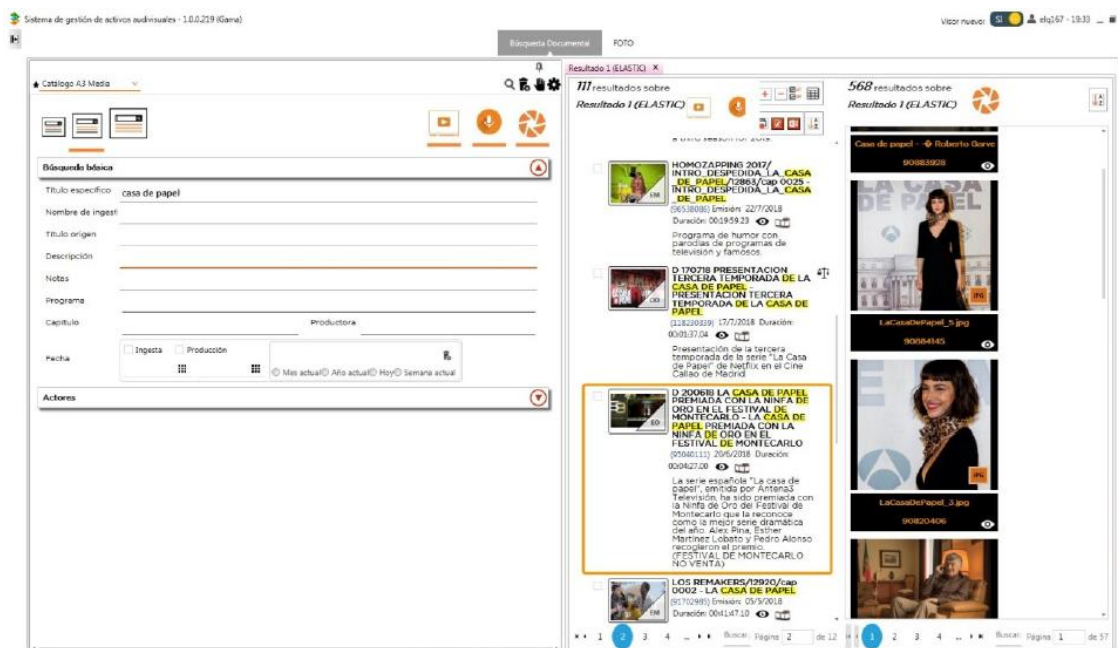 Sistema de gestión de activos audiovisuales - 1.0.0.219 (Gama)
Visor nuevo: SI elq167 - 19:33
Búsqueda Documental FOTO
Catálogo A3 Media
Búsqueda básica
Título específico casa de papel
Nombre de ingest
Título origen
Descripción
Notas
Programa
Capítulo Productora
Fecha Ingesta Producción
Mes actual Año actual Hoy Semana actual
Actores
Resultado 1 (ELASTIC) X
111 resultados sobre
Resultado 1 (ELASTIC)
HOMOZAPPING 2017/
INTRO_DESPEDIDA_LA_CASA
_DE_PAPEL/12863/cap 0025 -
INTRO_DESPEDIDA_LA_CASA
_DE_PAPEL
(96538086) Emisión: 22/7/2018
Duración: 00:19:59.23
Programa de humor con
parodias de programas de
televisión y famosos.
EM
D 170718 PRESENTACION
TERCERA TEMPORADA DE LA
CASA DE PAPEL -
PRESENTACION TERCERA
TEMPORADA DE LA CASA DE
PAPEL
(118230839) 17/7/2018 Duración:
00:01:37.04
Presentación de la tercera
temporada de la serie "La Casa
de Papel" de Netflix en el Cine
Callao de Madrid
D 200618 LA CASA DE PAPEL
PREMIADA CON LA NINFA DE
ORO EN EL FESTIVAL DE
MONTECARLO - LA CASA DE
PAPEL PREMIADA CON LA
NINFA DE ORO EN EL
FESTIVAL DE MONTECARLO
(95040111) 20/6/2018 Duración:
00:04:27.00
EO
La serie española "La casa de
papel", emitida por Antena3
Televisión, ha sido premiada con
la Ninfa de Oro del Festival de
Montecarlo que la reconoce
como la mejor serie dramática
del año. Alex Pina, Esther
Martínez Lobato y Pedro Alonso
recogieron el premio.
(FESTIVAL DE MONTECARLO
NO VENTA)
LOS REMAKERS/12920/cap
0002 - LA CASA DE PAPEL
(91702985) Emisión: 05/5/2018
Duración: 00:41:47.10
EM
1 2 3 4 ... Buscar: Página 2 de 12
568 resultados sobre
Resultado 1 (ELASTIC)
Casa de papel - � Roberto Garve
90883928
LA CASA
DE PAPEL
JPG
LaCasaDePapel_5.jpg
90884145
JPG
LaCasaDePapel_3.jpg
90820406
1 2 3 4 ... Buscar: Página 1 de 57